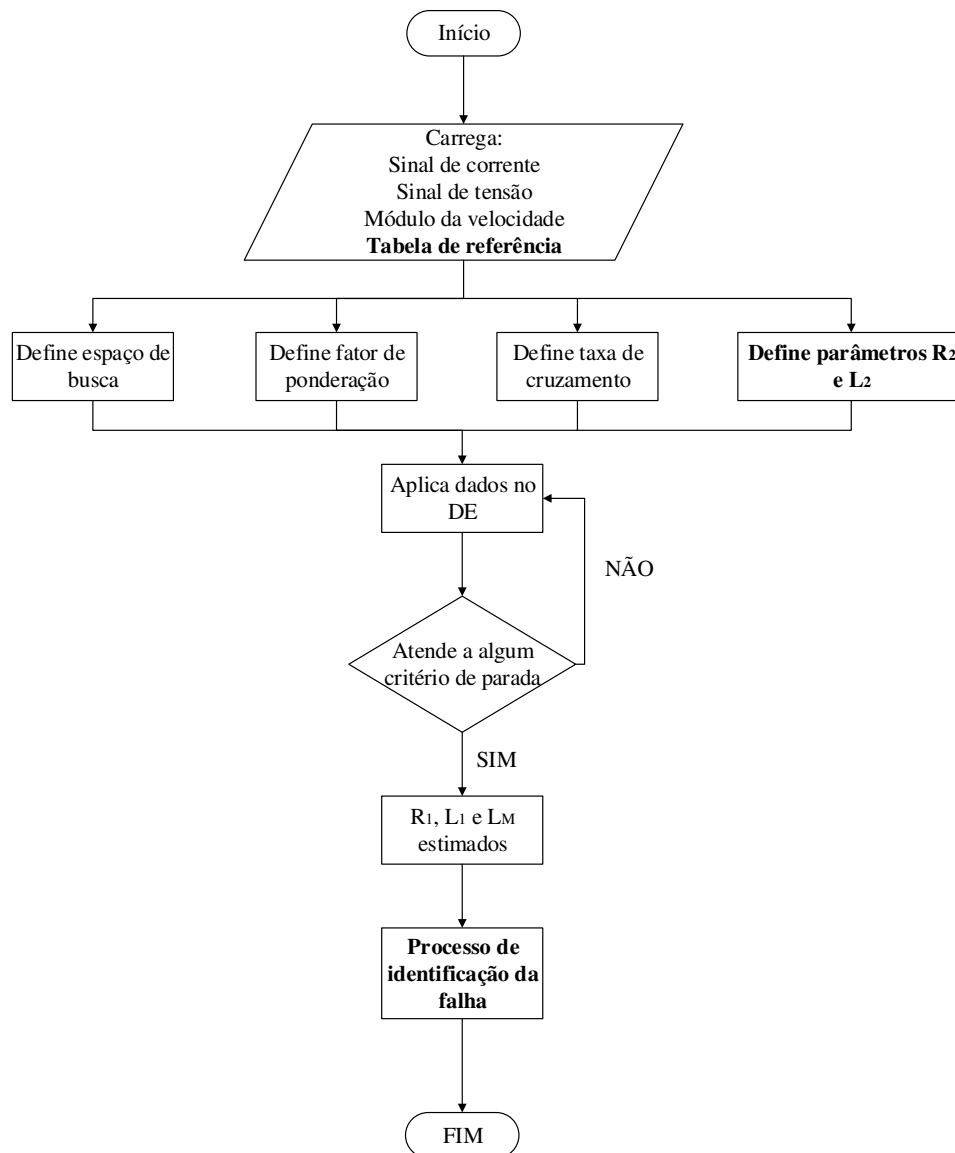 Início
Carrega:
Sinal de corrente
Sinal de tensão
Módulo da velocidade
Tabela de referência
Define espaço de
busca
Define fator de
ponderação
Define taxa de
cruzamento
Define parâmetros R₂
e L₂
Aplica dados no
DE
NÃO
Atende a algum
critério de parada
SIM
R₁, L₁ e L_M
estimados
Processo de
identificação da
falha
FIM